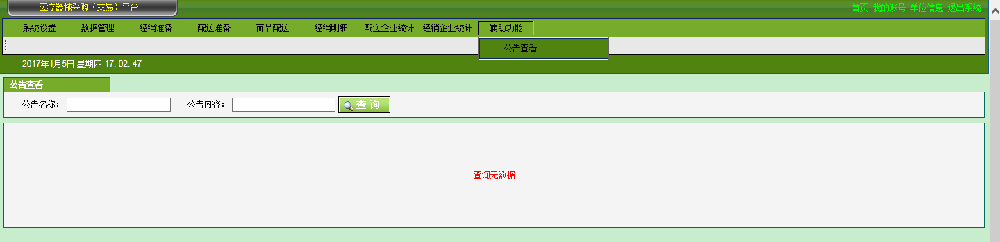 医疗器械采购（交易）平台
首页 我的账号 单位信息 退出系统
系统设置 数据管理 经销准备 配送准备 商品配送 经销明细 配送企业统计 经销企业统计 辅助功能
公告查看
2017年1月5日 星期四 17: 02: 47
公告查看
公告名称： 公告内容： 查 询
查询无数据